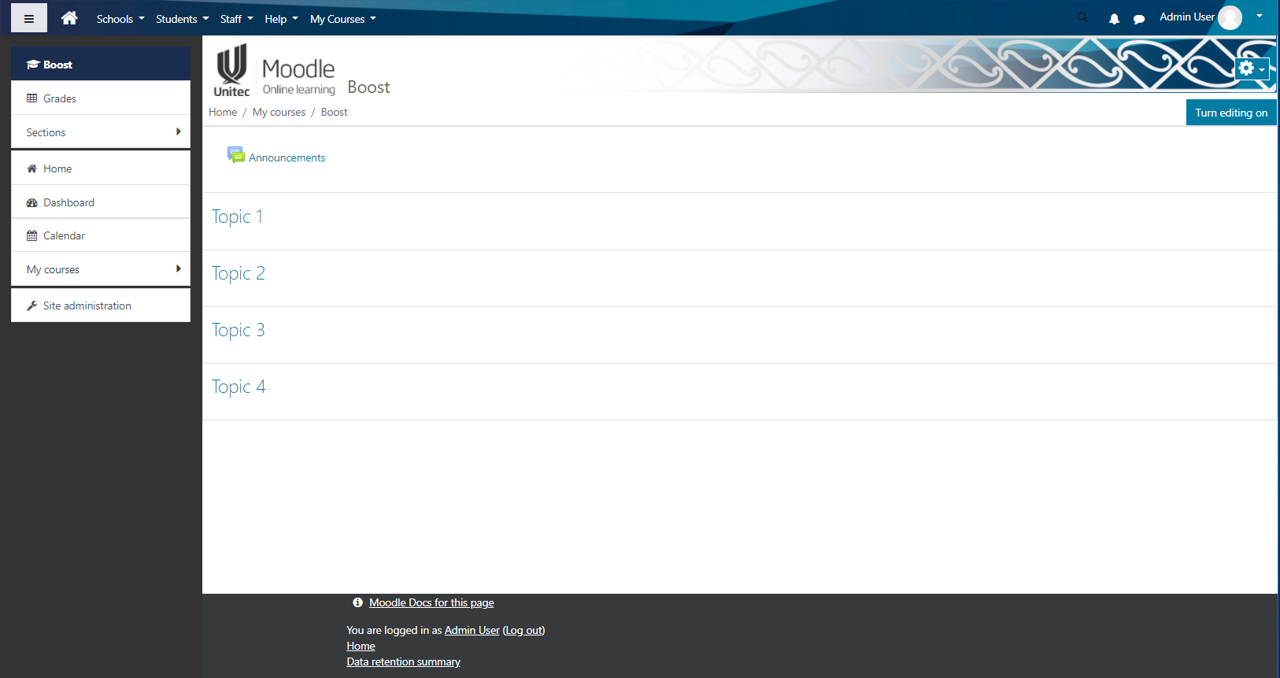 Schools Students Staff Help My Courses Admin User
Boost
Grades
Sections
Home
Dashboard
Calendar
My courses
Site administration
Unitec
Moodle
Online learning
Boost
Home / My courses / Boost
Turn editing on
Announcements
Topic 1
Topic 2
Topic 3
Topic 4
Moodle Docs for this page
You are logged in as Admin User (Log out)
Home
Data retention summary